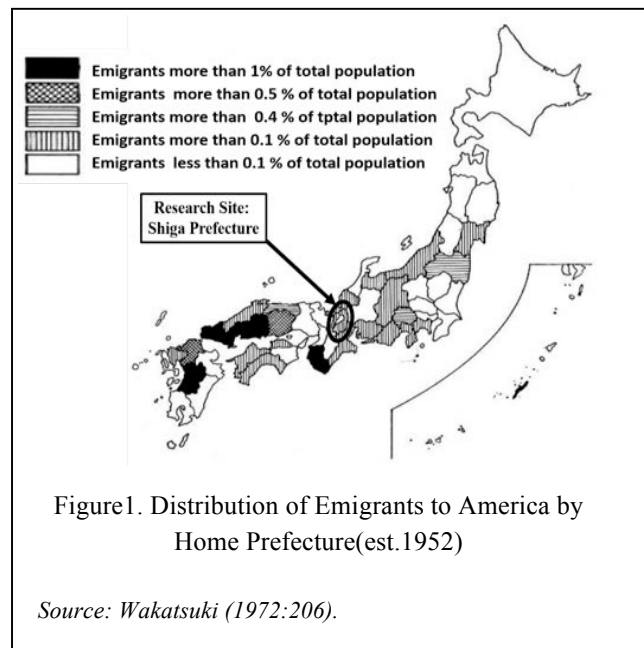 Emigrants more than 1% of total population
Emigrants more than 0.5 % of total population
Emigrants more than 0.4 % of tptal population
Emigrants more than 0.1 % of total population
Emigrants less than 0.1 % of total population
Research Site:
Shiga Prefecture
Figure1. Distribution of Emigrants to America by
Home Prefecture(est.1952)
Source: Wakatsuki (1972:206).